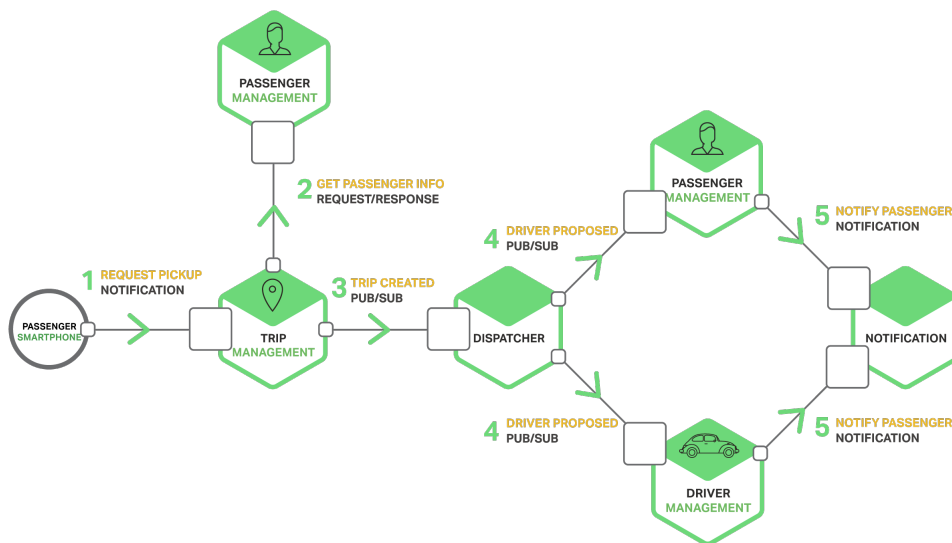 PASSENGER
MANAGEMENT
2 GET PASSENGER INFO
REQUEST/RESPONSE
1 REQUEST PICKUP
NOTIFICATION
PASSENGER
SMARTPHONE
TRIP
MANAGEMENT
3 TRIP CREATED
PUB/SUB
DISPATCHER
4 DRIVER PROPOSED
PUB/SUB
PASSENGER
MANAGEMENT
5 NOTIFY PASSENGER
NOTIFICATION
NOTIFICATION
4 DRIVER PROPOSED
PUB/SUB
DRIVER
MANAGEMENT
5 NOTIFY PASSENGER
NOTIFICATION